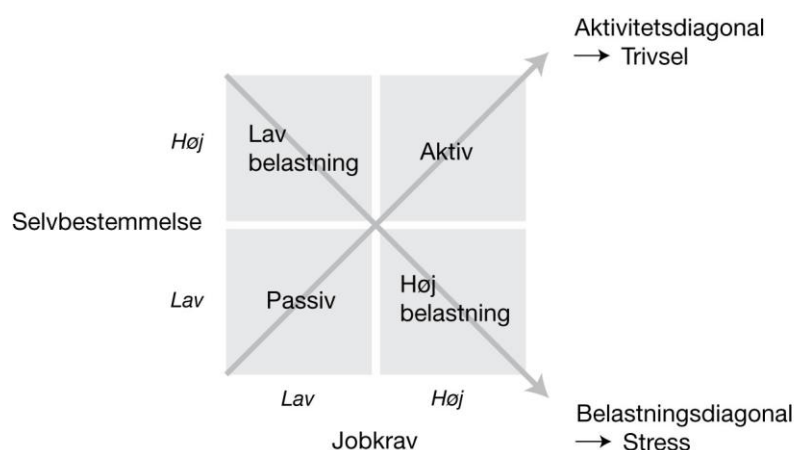 Aktivitetsdiagonal
→ Trivsel
Høj
Lav
belastning
Aktiv
Selvbestemmelse
Lav
Passiv
Høj
belastning
Lav
Høj
Jobkrav
Belastningsdiagonal
→ Stress